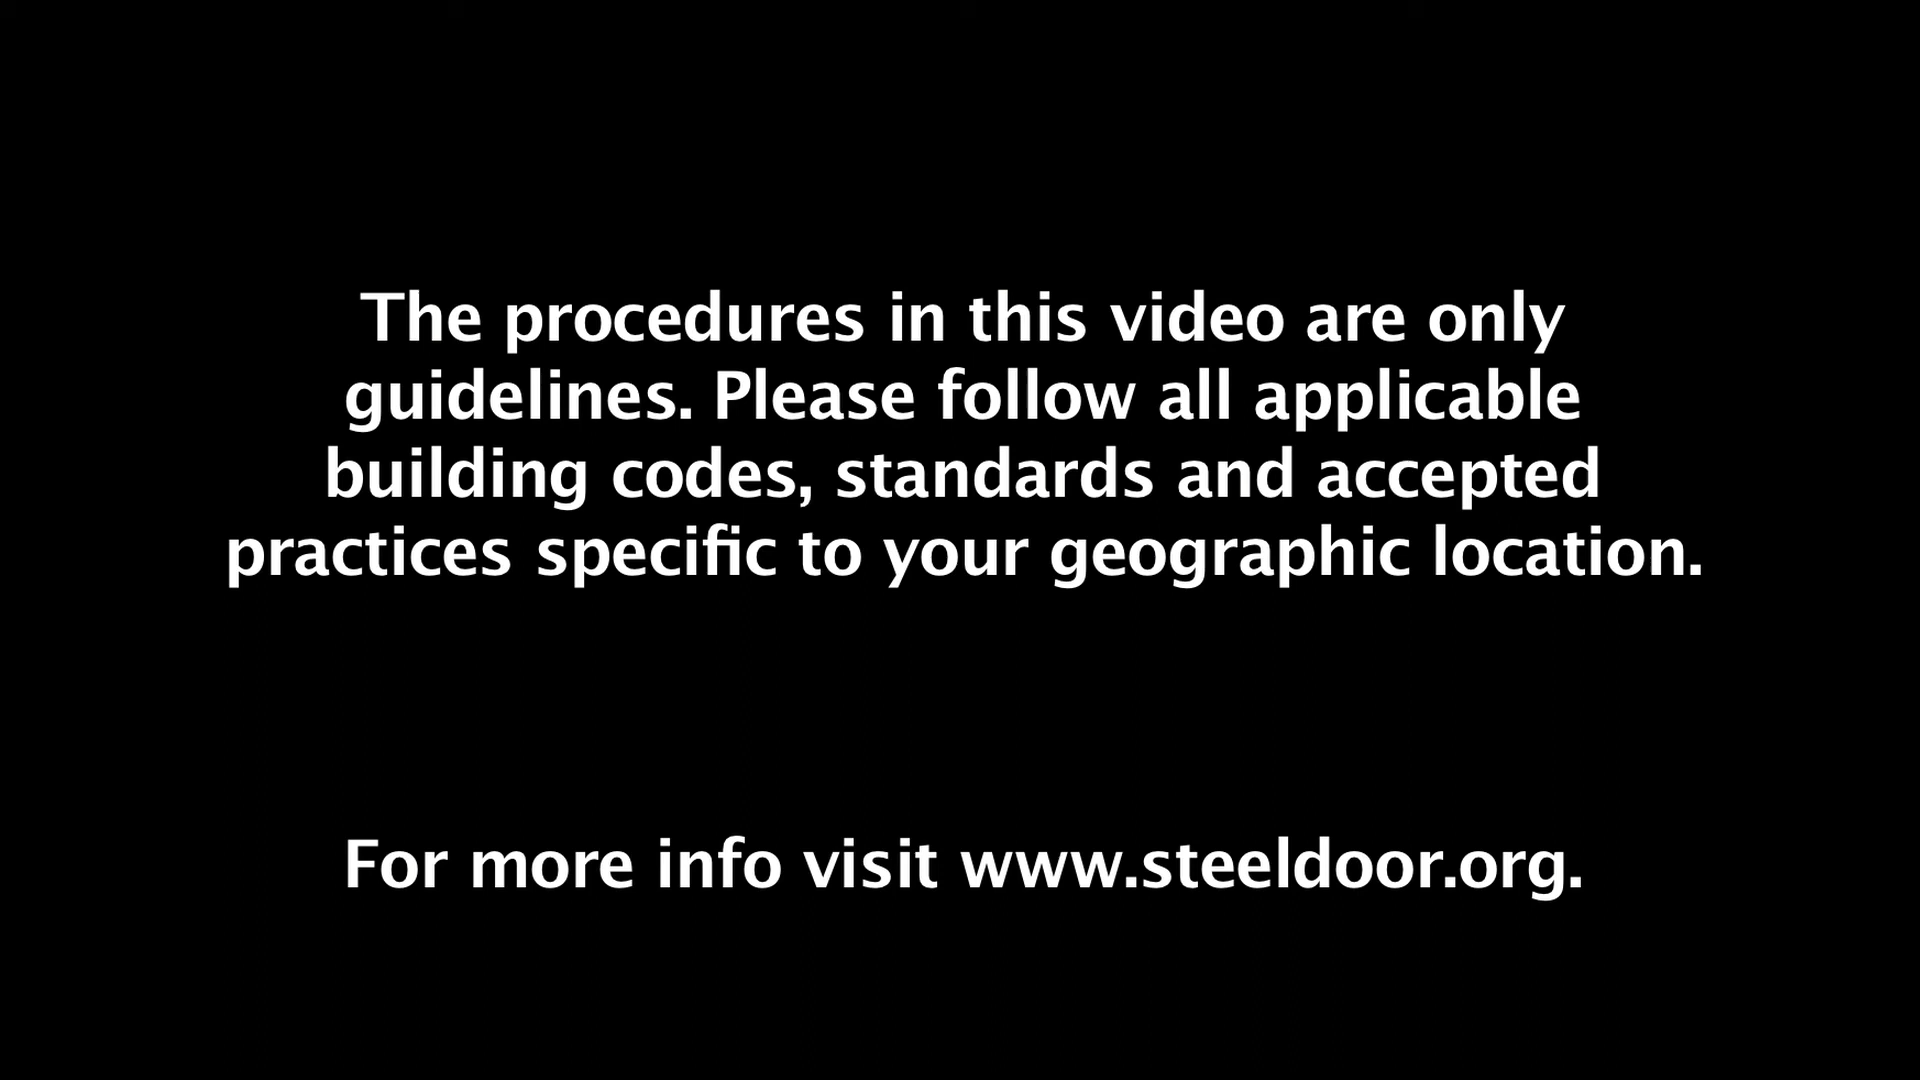 The procedures in this video are only
guidelines. Please follow all applicable
building codes, standards and accepted
practices specific to your geographic location.
For more info visit www.steeldoor.org.